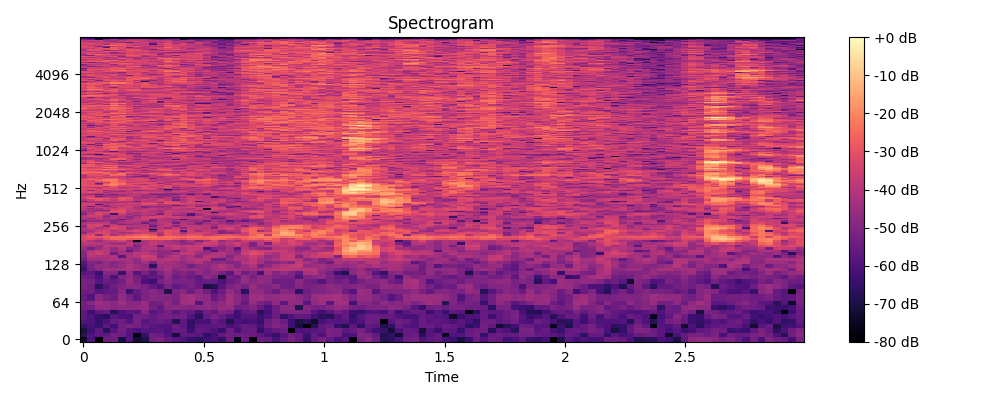 Spectrogram
Hz
4096
2048
1024
512
256
128
64
0
0
0.5
1
1.5
2
2.5
Time
+0 dB
-10 dB
-20 dB
-30 dB
-40 dB
-50 dB
-60 dB
-70 dB
-80 dB